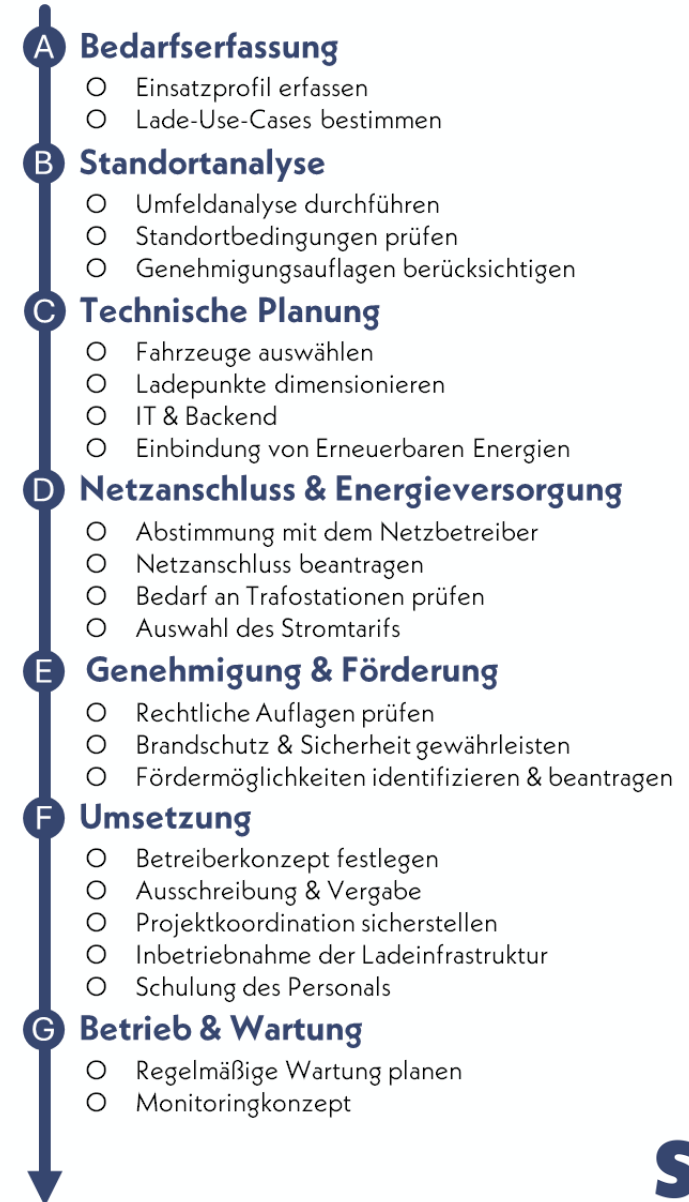 A Bedarfserfassung
O Einsatzprofil erfassen
O Lade-Use-Cases bestimmen
B Standortanalyse
O Umfeldanalyse durchführen
O Standortbedingungen prüfen
O Genehmigungsauflagen berücksichtigen
C Technische Planung
O Fahrzeuge auswählen
O Ladepunkte dimensionieren
O IT & Backend
O Einbindung von Erneuerbaren Energien
D Netzanschluss & Energieversorgung
O Abstimmung mit dem Netzbetreiber
O Netzanschluss beantragen
O Bedarf an Trafostationen prüfen
O Auswahl des Stromtarifs
E Genehmigung & Förderung
O Rechtliche Auflagen prüfen
O Brandschutz & Sicherheit gewährleisten
O Fördermöglichkeiten identifizieren & beantragen
F Umsetzung
O Betreiberkonzept festlegen
O Ausschreibung & Vergabe
O Projektkoordination sicherstellen
O Inbetriebnahme der Ladeinfrastruktur
O Schulung des Personals
G Betrieb & Wartung
O Regelmäßige Wartung planen
O Monitoringkonzept
S